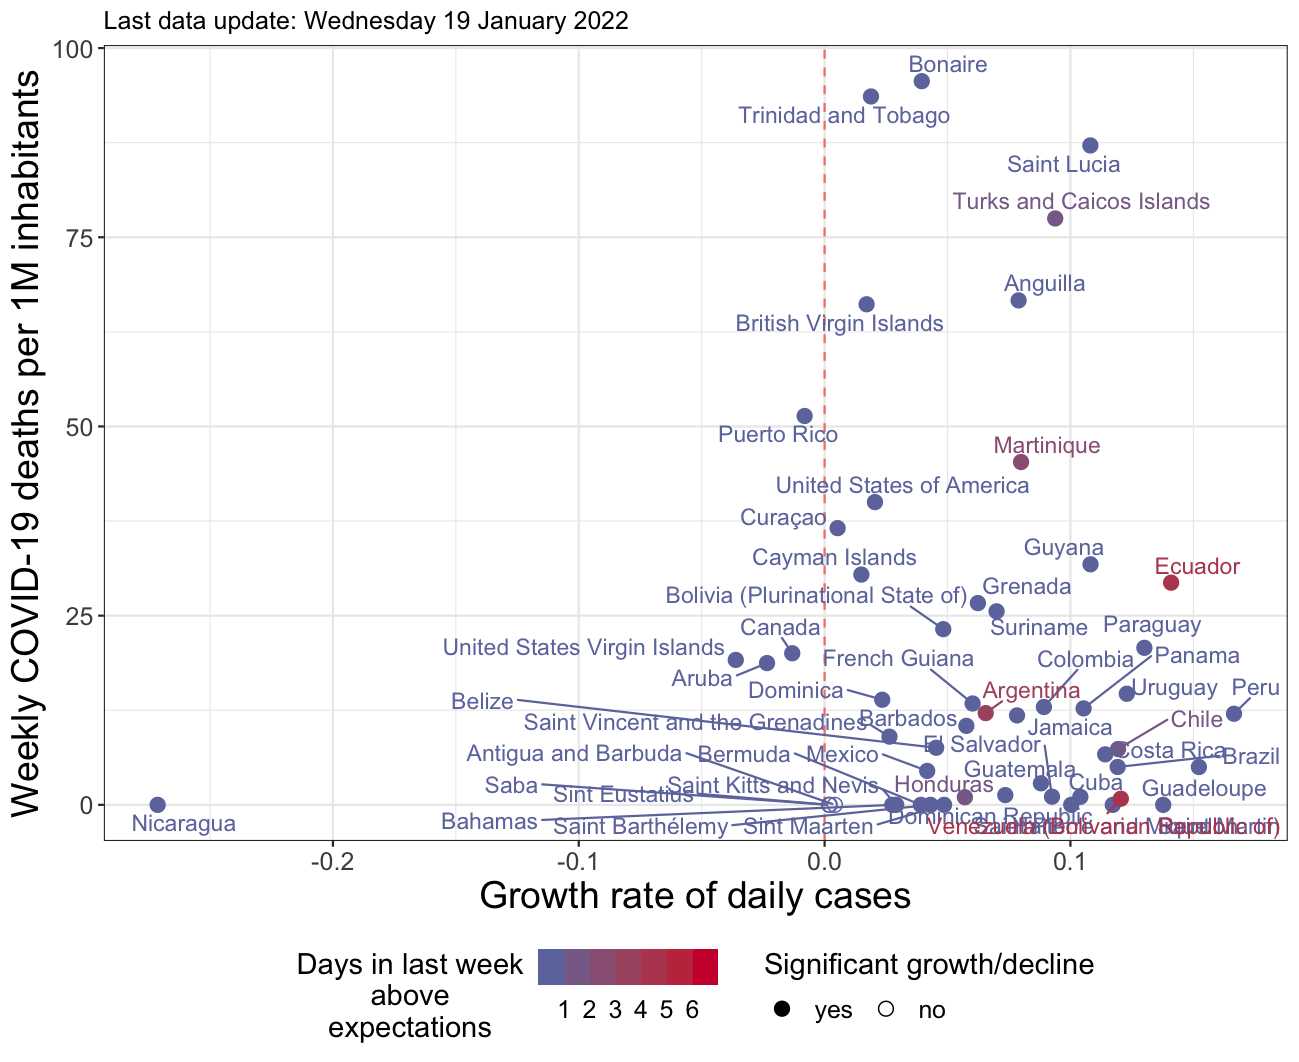 Last data update: Wednesday 19 January 2022
Weekly COVID-19 deaths per 1M inhabitants
100
75
50
25
0
Bonaire
Trinidad and Tobago
Saint Lucia
Turks and Caicos Islands
Anguilla
British Virgin Islands
Puerto Rico
Martinique
United States of America
Curaçao
Guyana
Cayman Islands
Ecuador
Grenada
Bolivia (Plurinational State of)
Canada
Suriname
Paraguay
United States Virgin Islands
French Guiana
Colombia
Panama
Aruba
Dominica
Argentina
Uruguay
Peru
Belize
Saint Vincent and the Grenadines
Barbados
Jamaica
Chile
El Salvador
Antigua and Barbuda
Bermuda
Mexico
Costa Rica
Brazil
Guatemala
Saba
Saint Kitts and Nevis
Honduras
Cuba
Guadeloupe
Sint Eustatius
Dominican Republic
Nicaragua
Bahamas
Saint Barthélemy
Sint Maarten
Venezuela (Bolivarian Republic of)
-0.2
-0.1
0.0
0.1
Growth rate of daily cases
Days in last week
above
expectations
1 2 3 4 5 6
Significant growth/decline
yes
no